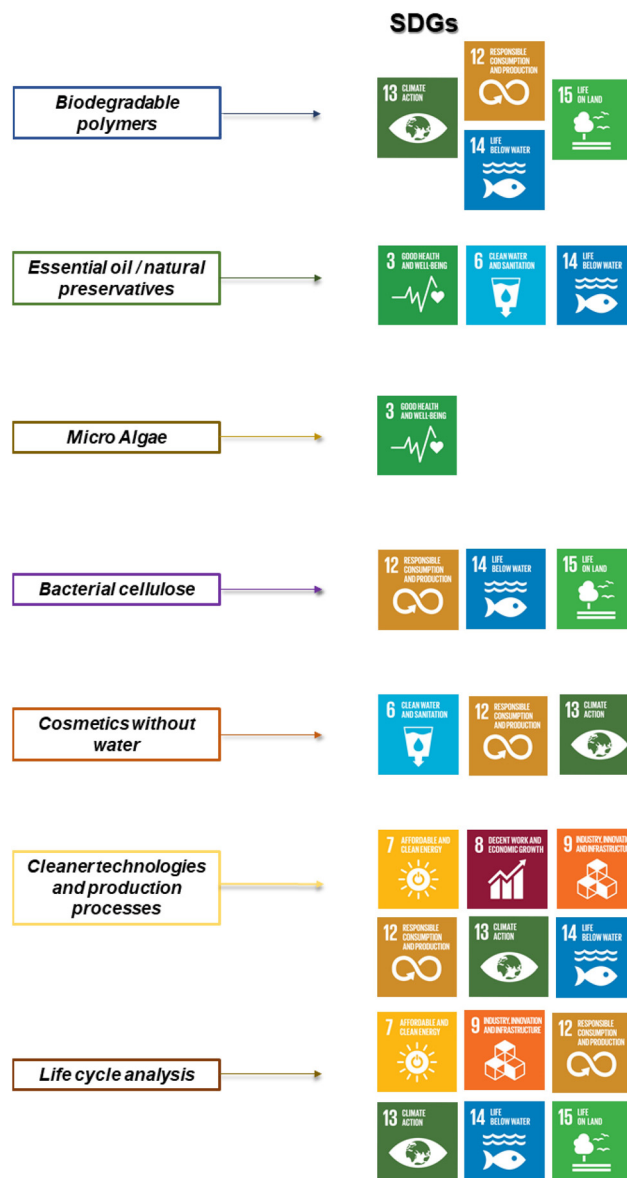 SDGs
Biodegradable
polymers
13 CLIMATE
ACTION
12 RESPONSIBLE
CONSUMPTION
AND PRODUCTION
15 LIFE
ON LAND
14 LIFE
BELOW WATER
Essential oil / natural
preservatives
3 GOOD HEALTH
AND WELL-BEING
6 CLEAN WATER
AND SANITATION
14 LIFE
BELOW WATER
Micro Algae
3 GOOD HEALTH
AND WELL-BEING
Bacterial cellulose
12 RESPONSIBLE
CONSUMPTION
AND PRODUCTION
14 LIFE
BELOW WATER
15 LIFE
ON LAND
Cosmetics without
water
6 CLEAN WATER
AND SANITATION
12 RESPONSIBLE
CONSUMPTION
AND PRODUCTION
13 CLIMATE
ACTION
Cleaner technologies
and production
processes
7 AFFORDABLE AND
CLEAN ENERGY
8 DECENT WORK AND
ECONOMIC GROWTH
9 INDUSTRY, INNOVATION
AND INFRASTRUCTURE
12 RESPONSIBLE
CONSUMPTION
AND PRODUCTION
13 CLIMATE
ACTION
14 LIFE
BELOW WATER
Life cycle analysis
7 AFFORDABLE AND
CLEAN ENERGY
9 INDUSTRY, INNOVATION
AND INFRASTRUCTURE
12 RESPONSIBLE
CONSUMPTION
AND PRODUCTION
13 CLIMATE
ACTION
14 LIFE
BELOW WATER
15 LIFE
ON LAND